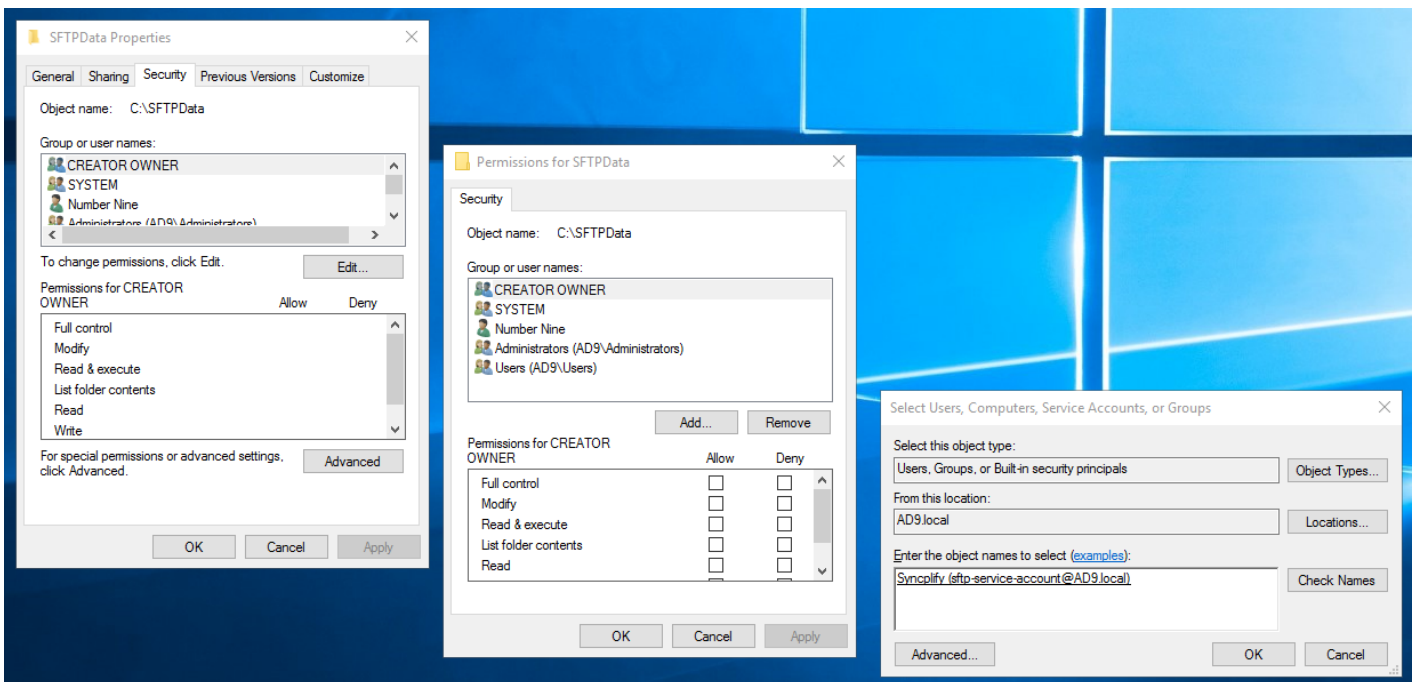 SFTPData Properties
General Sharing Security Previous Versions Customize
Object name: C:\SFTPData
Group or user names:
CREATOR OWNER
SYSTEM
Number Nine
Administrators (AD9\Administrators)
To change permissions, click Edit.
Edit...
Permissions for CREATOR
OWNER Allow Deny
Full control
Modify
Read & execute
List folder contents
Read
Write
For special permissions or advanced settings,
click Advanced.
Advanced
OK Cancel Apply
Permissions for SFTPData
Security
Object name: C:\SFTPData
Group or user names:
CREATOR OWNER
SYSTEM
Number Nine
Administrators (AD9\Administrators)
Users (AD9\Users)
Add... Remove
Permissions for CREATOR
OWNER Allow Deny
Full control
Modify
Read & execute
List folder contents
Read
OK Cancel Apply
Select Users, Computers, Service Accounts, or Groups
Select this object type:
Users, Groups, or Built-in security principals
Object Types...
From this location:
AD9.local
Locations...
Enter the object names to select (examples):
Syncplify (sftp-service-account@AD9.local)
Check Names
Advanced...
OK Cancel